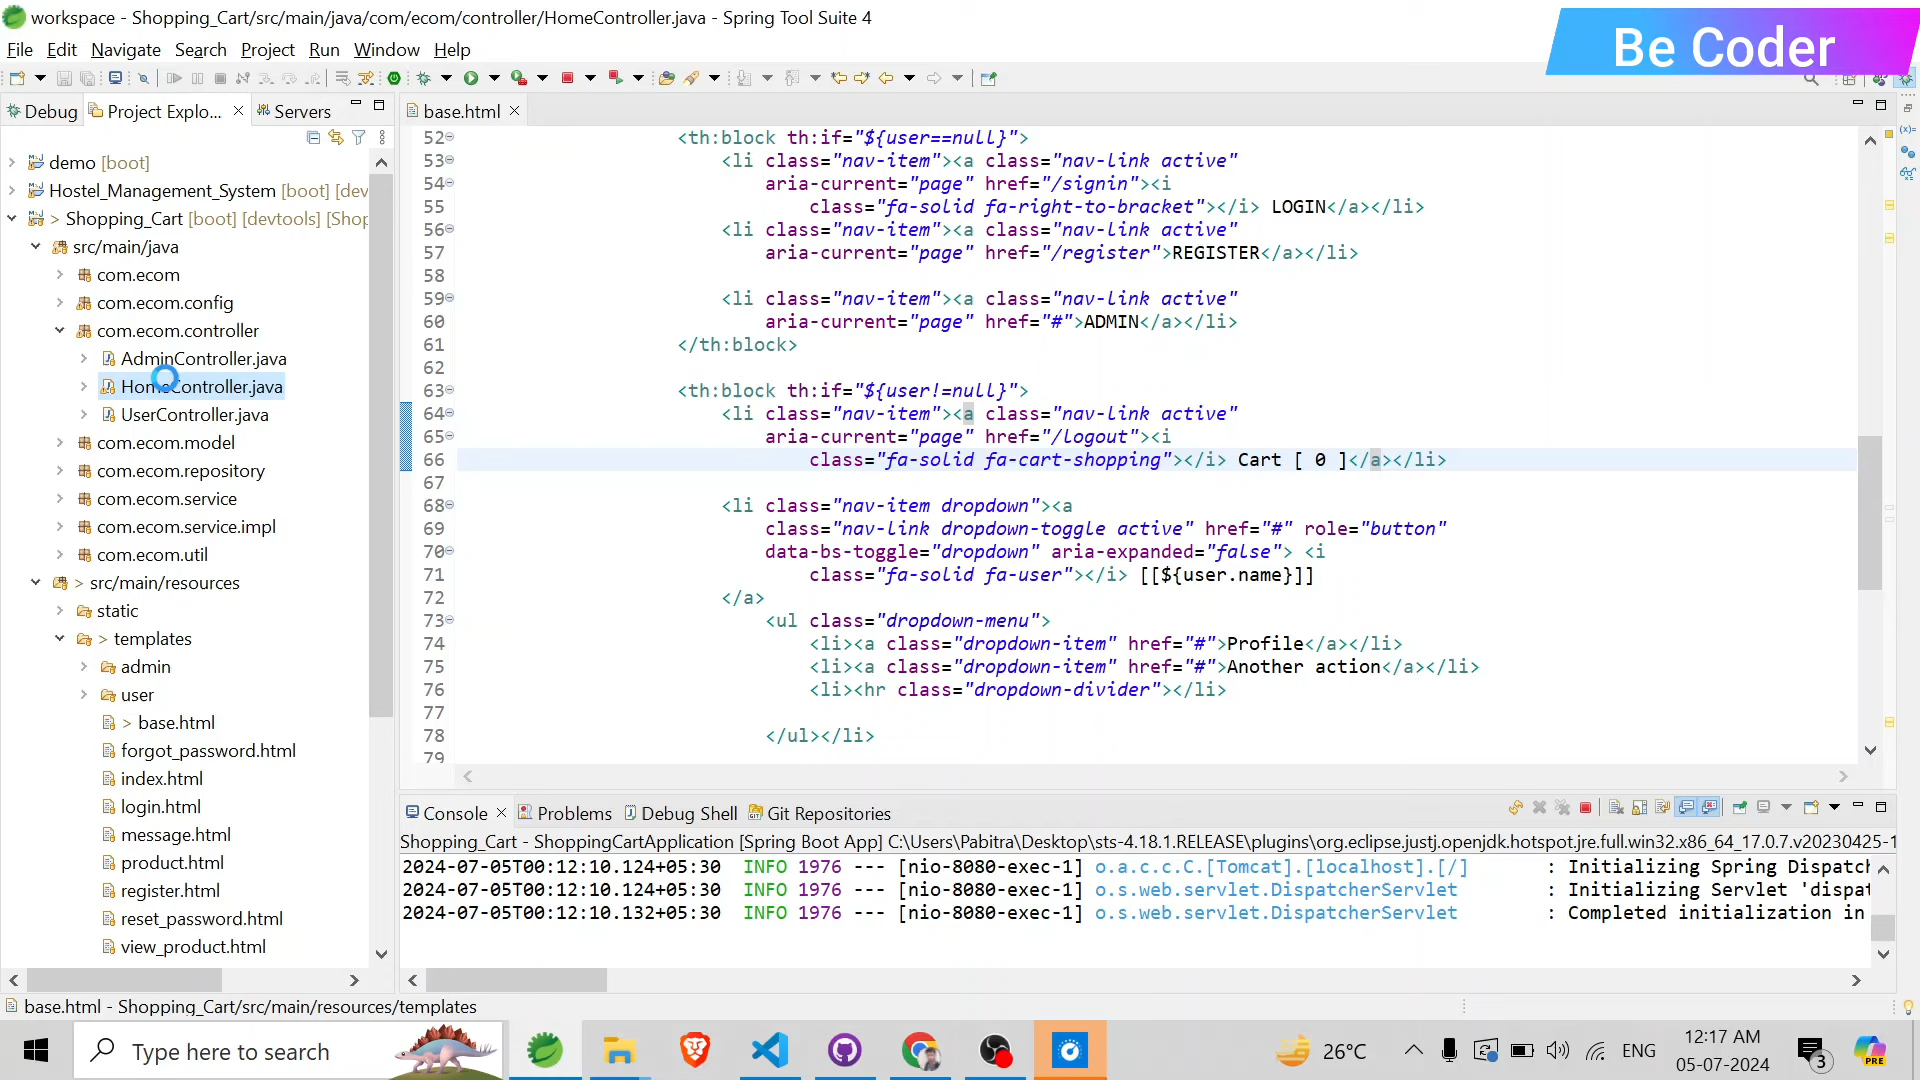 workspace - Shopping_Cart/src/main/java/com/ecom/controller/HomeController.java - Spring Tool Suite 4
Be Coder
File Edit Navigate Search Project Run Window Help
Debug Project Explo... Servers
base.html
demo [boot]
Hostel_Management_System [boot] [dev
> Shopping_Cart [boot] [devtools] [Shop
src/main/java
com.ecom
com.ecom.config
com.ecom.controller
AdminController.java
HomeController.java
UserController.java
com.ecom.model
com.ecom.repository
com.ecom.service
com.ecom.service.impl
com.ecom.util
> src/main/resources
static
> templates
admin
user
> base.html
forgot_password.html
index.html
login.html
message.html
product.html
register.html
reset_password.html
view_product.html
52 <th:block th:if="${user==null}">
53 <li class="nav-item"><a class="nav-link active"
54 aria-current="page" href="/signin"><i
55 class="fa-solid fa-right-to-bracket"></i> LOGIN</a></li>
56 <li class="nav-item"><a class="nav-link active"
57 aria-current="page" href="/register">REGISTER</a></li>
58
59 <li class="nav-item"><a class="nav-link active"
60 aria-current="page" href="#">ADMIN</a></li>
61 </th:block>
62
63 <th:block th:if="${user!=null}">
64 <li class="nav-item"><a class="nav-link active"
65 aria-current="page" href="/logout"><i
66 class="fa-solid fa-cart-shopping"></i> Cart [ 0 ]</a></li>
67
68 <li class="nav-item dropdown"><a
69 class="nav-link dropdown-toggle active" href="#" role="button"
70 data-bs-toggle="dropdown" aria-expanded="false"> <i
71 class="fa-solid fa-user"></i> [[${user.name}]]
72 </a>
73 <ul class="dropdown-menu">
74 <li><a class="dropdown-item" href="#">Profile</a></li>
75 <li><a class="dropdown-item" href="#">Another action</a></li>
76 <li><hr class="dropdown-divider"></li>
77
78 </ul></li>
79
Console Problems Debug Shell Git Repositories
Shopping_Cart - ShoppingCartApplication [Spring Boot App] C:\Users\Pabitra\Desktop\sts-4.18.1.RELEASE\plugins\org.eclipse.justj.openjdk.hotspot.jre.full.win32.x86_64_17.0.7.v20230425-1
2024-07-05T00:12:10.124+05:30 INFO 1976 --- [nio-8080-exec-1] o.a.c.c.C.[Tomcat].[localhost].[/] : Initializing Spring Dispatch
2024-07-05T00:12:10.124+05:30 INFO 1976 --- [nio-8080-exec-1] o.s.web.servlet.DispatcherServlet : Initializing Servlet 'dispat
2024-07-05T00:12:10.132+05:30 INFO 1976 --- [nio-8080-exec-1] o.s.web.servlet.DispatcherServlet : Completed initialization in
base.html - Shopping_Cart/src/main/resources/templates
Type here to search
26°C
ENG
12:17 AM
05-07-2024
3
PRE